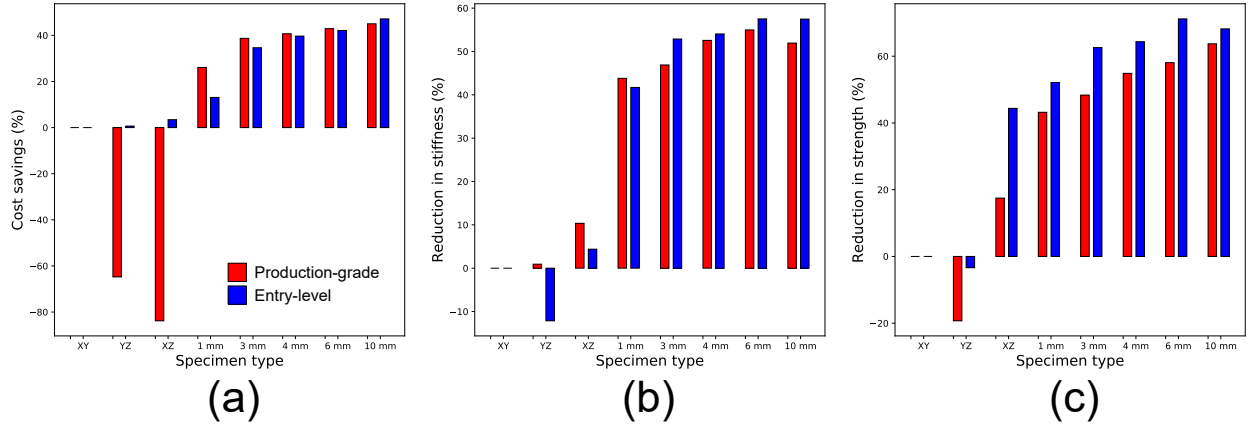 Cost savings (%)
40
20
0
−20
−40
−60
−80
Production-grade
Entry-level
XY YZ XZ 1 mm 3 mm 4 mm 6 mm 10 mm
Specimen type
(a)
Reduction in stiffness (%)
60
50
40
30
20
10
0
−10
XY YZ XZ 1 mm 3 mm 4 mm 6 mm 10 mm
Specimen type
(b)
Reduction in strength (%)
60
40
20
0
−20
XY YZ XZ 1 mm 3 mm 4 mm 6 mm 10 mm
Specimen type
(c)